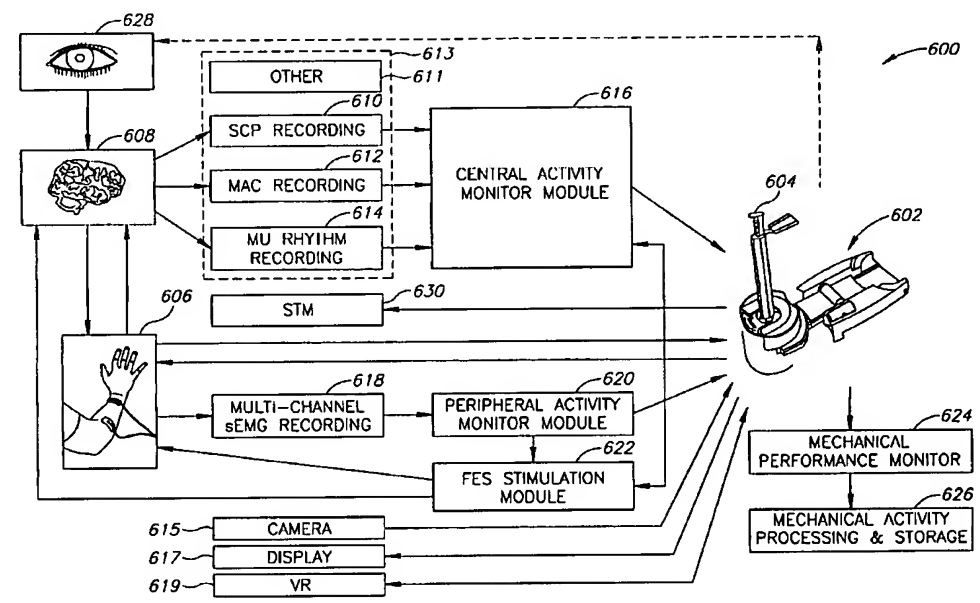 628
600
613
OTHER
611
610
SCP RECORDING
616
608
612
MAC RECORDING
CENTRAL ACTIVITY
MONITOR MODULE
604
602
614
MU RHYTHM
RECORDING
630
STM
606
618
MULTI-CHANNEL
sEMG RECORDING
620
PERIPHERAL ACTIVITY
MONITOR MODULE
624
MECHANICAL
PERFORMANCE MONITOR
622
FES STIMULATION
MODULE
626
MECHANICAL ACTIVITY
PROCESSING & STORAGE
615
CAMERA
617
DISPLAY
619
VR